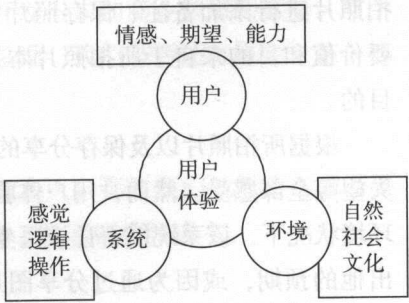 情感、期望、能力
用户
用户
体验
感觉
逻辑
操作
系统
环境
自然
社会
文化